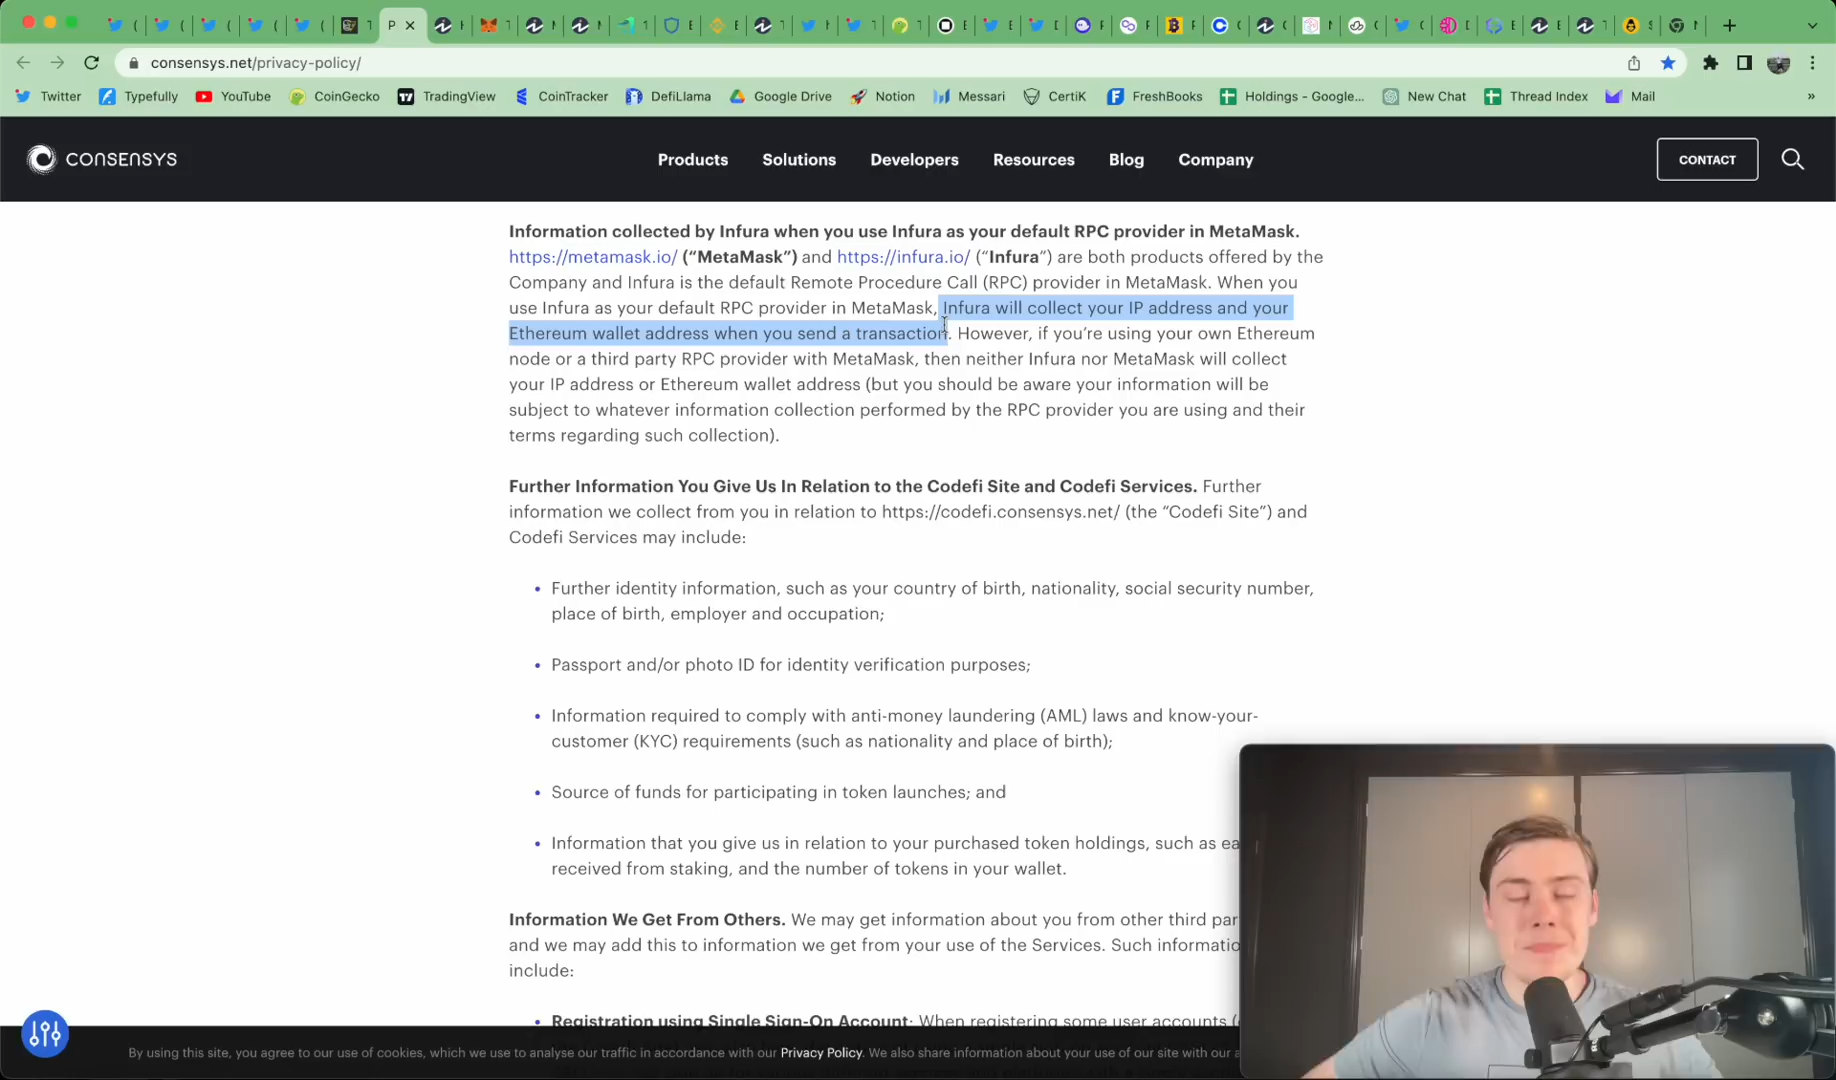 consensys.net/privacy-policy/
Twitter Typefully YouTube CoinGecko TradingView CoinTracker DefiLlama Google Drive Notion Messari CertiK FreshBooks Holdings - Google... New Chat Thread Index Mail »
CONSENSYS Products Solutions Developers Resources Blog Company CONTACT
Information collected by Infura when you use Infura as your default RPC provider in MetaMask.
https://metamask.io/ (“MetaMask”) and https://infura.io/ (“Infura”) are both products offered by the
Company and Infura is the default Remote Procedure Call (RPC) provider in MetaMask. When you
use Infura as your default RPC provider in MetaMask, Infura will collect your IP address and your
Ethereum wallet address when you send a transaction. However, if you’re using your own Ethereum
node or a third party RPC provider with MetaMask, then neither Infura nor MetaMask will collect
your IP address or Ethereum wallet address (but you should be aware your information will be
subject to whatever information collection performed by the RPC provider you are using and their
terms regarding such collection).
Further Information You Give Us In Relation to the Codefi Site and Codefi Services. Further
information we collect from you in relation to https://codefi.consensys.net/ (the “Codefi Site”) and
Codefi Services may include:
• Further identity information, such as your country of birth, nationality, social security number,
place of birth, employer and occupation;
• Passport and/or photo ID for identity verification purposes;
• Information required to comply with anti-money laundering (AML) laws and know-your-
customer (KYC) requirements (such as nationality and place of birth);
• Source of funds for participating in token launches; and
• Information that you give us in relation to your purchased token holdings, such as ea
received from staking, and the number of tokens in your wallet.
Information We Get From Others. We may get information about you from other third par
and we may add this to information we get from your use of the Services. Such informatio
include:
• Registration using Single Sign-On Account: When registering some user accounts (
By using this site, you agree to our use of cookies, which we use to analyse our traffic in accordance with our Privacy Policy. We also share information about your use of our site with our a